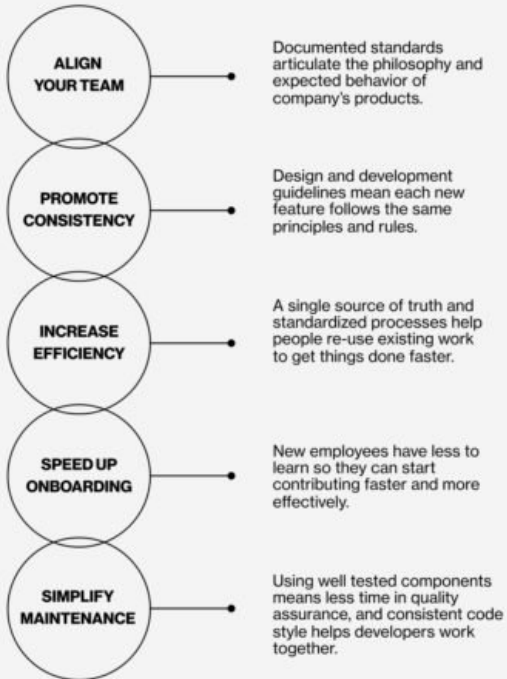 ALIGN
YOUR TEAM
Documented standards
articulate the philosophy and
expected behavior of
company's products.
PROMOTE
CONSISTENCY
Design and development
guidelines mean each new
feature follows the same
principles and rules.
INCREASE
EFFICIENCY
A single source of truth and
standardized processes help
people re-use existing work
to get things done faster.
SPEED UP
ONBOARDING
New employees have less to
learn so they can start
contributing faster and more
effectively.
SIMPLIFY
MAINTENANCE
Using well tested components
means less time in quality
assurance, and consistent code
style helps developers work
together.